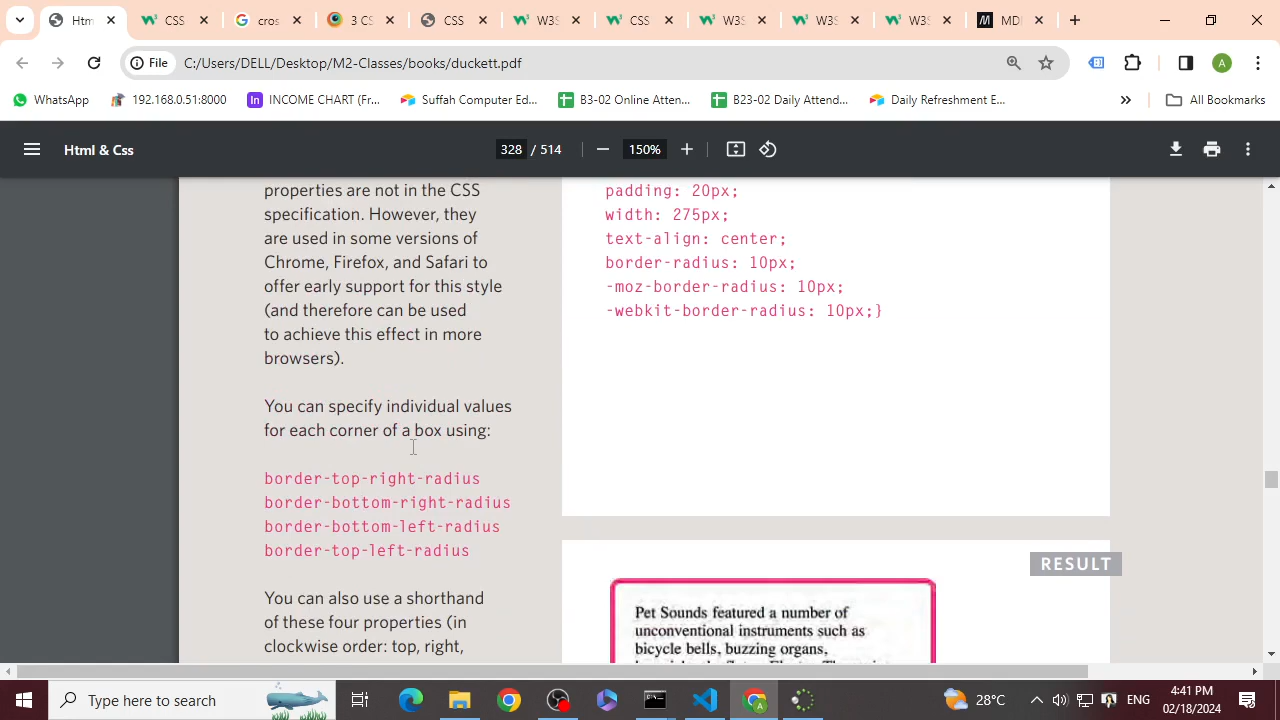 Htm
CSS
cros
3 CS
CSS
W3S
CSS
W3S
W3S
W3S
MD
File
C:/Users/DELL/Desktop/M2-Classes/books/duckett.pdf
A
WhatsApp
192.168.0.51:8000
In
INCOME CHART (Fr...
Suffah Computer Ed...
B3-02 Online Atten...
B23-02 Daily Attend...
Daily Refreshment E...
All Bookmarks
Html & Css
328 / 514
150%
properties are not in the CSS
specification. However, they
are used in some versions of
Chrome, Firefox, and Safari to
offer early support for this style
(and therefore can be used
to achieve this effect in more
browsers).
You can specify individual values
for each corner of a box using:
border-top-right-radius
border-bottom-right-radius
border-bottom-left-radius
border-top-left-radius
You can also use a shorthand
of these four properties (in
clockwise order: top, right,
padding: 20px;
width: 275px;
text-align: center;
border-radius: 10px;
-moz-border-radius: 10px;
-webkit-border-radius: 10px;}
RESULT
Pet Sounds featured a number of
unconventional instruments such as
bicycle bells, buzzing organs,
Type here to search
28°C
ENG
4:41 PM
02/18/2024